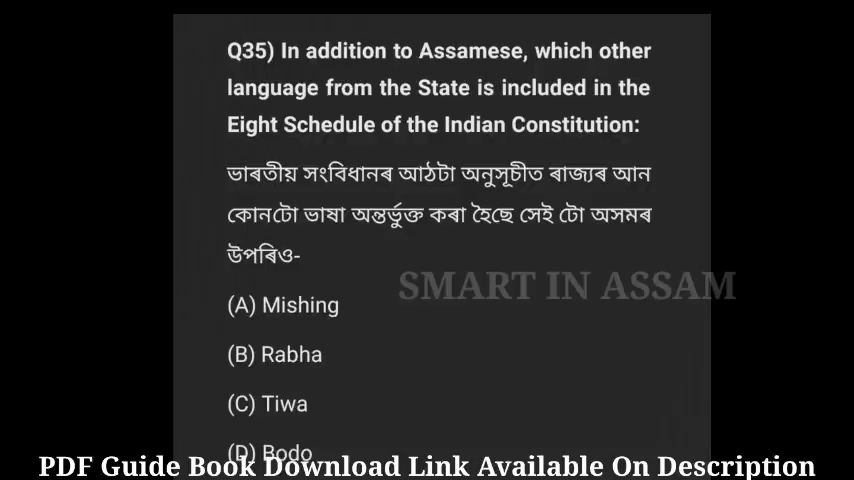 Q35) In addition to Assamese, which other
language from the State is included in the
Eight Schedule of the Indian Constitution:
ভাৰতীয় সংবিধানৰ আঠটা অনুসূচীত ৰাজ্যৰ আন
কোনটো ভাষা অন্তৰ্ভুক্ত কৰা হৈছে সেই টো অসমৰ
উপৰিও-
SMART IN ASSAM
(A) Mishing
(B) Rabha
(C) Tiwa
(D) Bodo
PDF Guide Book Download Link Available On Description